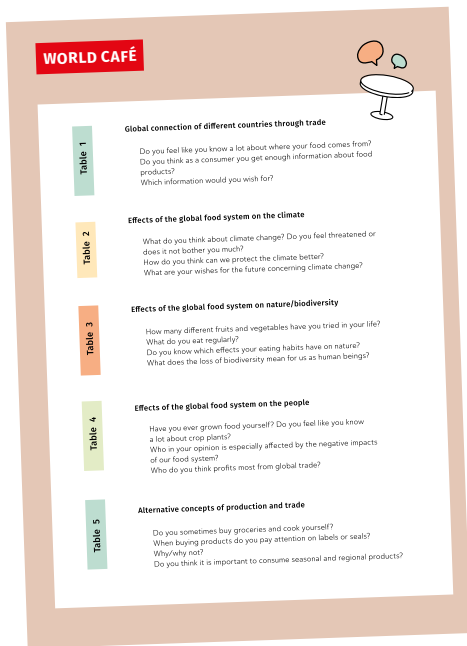 WORLD CAFÉ
Table 1
Global connection of different countries through trade
Do you feel like you know a lot about where your food comes from?
Do you think as a consumer you get enough information about food
products?
Which information would you wish for?
Table 2
Effects of the global food system on the climate
What do you think about climate change? Do you feel threatened or
does it not bother you much?
How do you think can we protect the climate better?
What are your wishes for the future concerning climate change?
Table 3
Effects of the global food system on nature/biodiversity
How many different fruits and vegetables have you tried in your life?
What do you eat regularly?
Do you know which effects your eating habits have on nature?
What does the loss of biodiversity mean for us as human beings?
Table 4
Effects of the global food system on the people
Have you ever grown food yourself? Do you feel like you know
a lot about crop plants?
Who in your opinion is especially affected by the negative impacts
of our food system?
Who do you think profits most from global trade?
Table 5
Alternative concepts of production and trade
Do you sometimes buy groceries and cook yourself?
When buying products do you pay attention on labels or seals?
Why/why not?
Do you think it is important to consume seasonal and regional products?